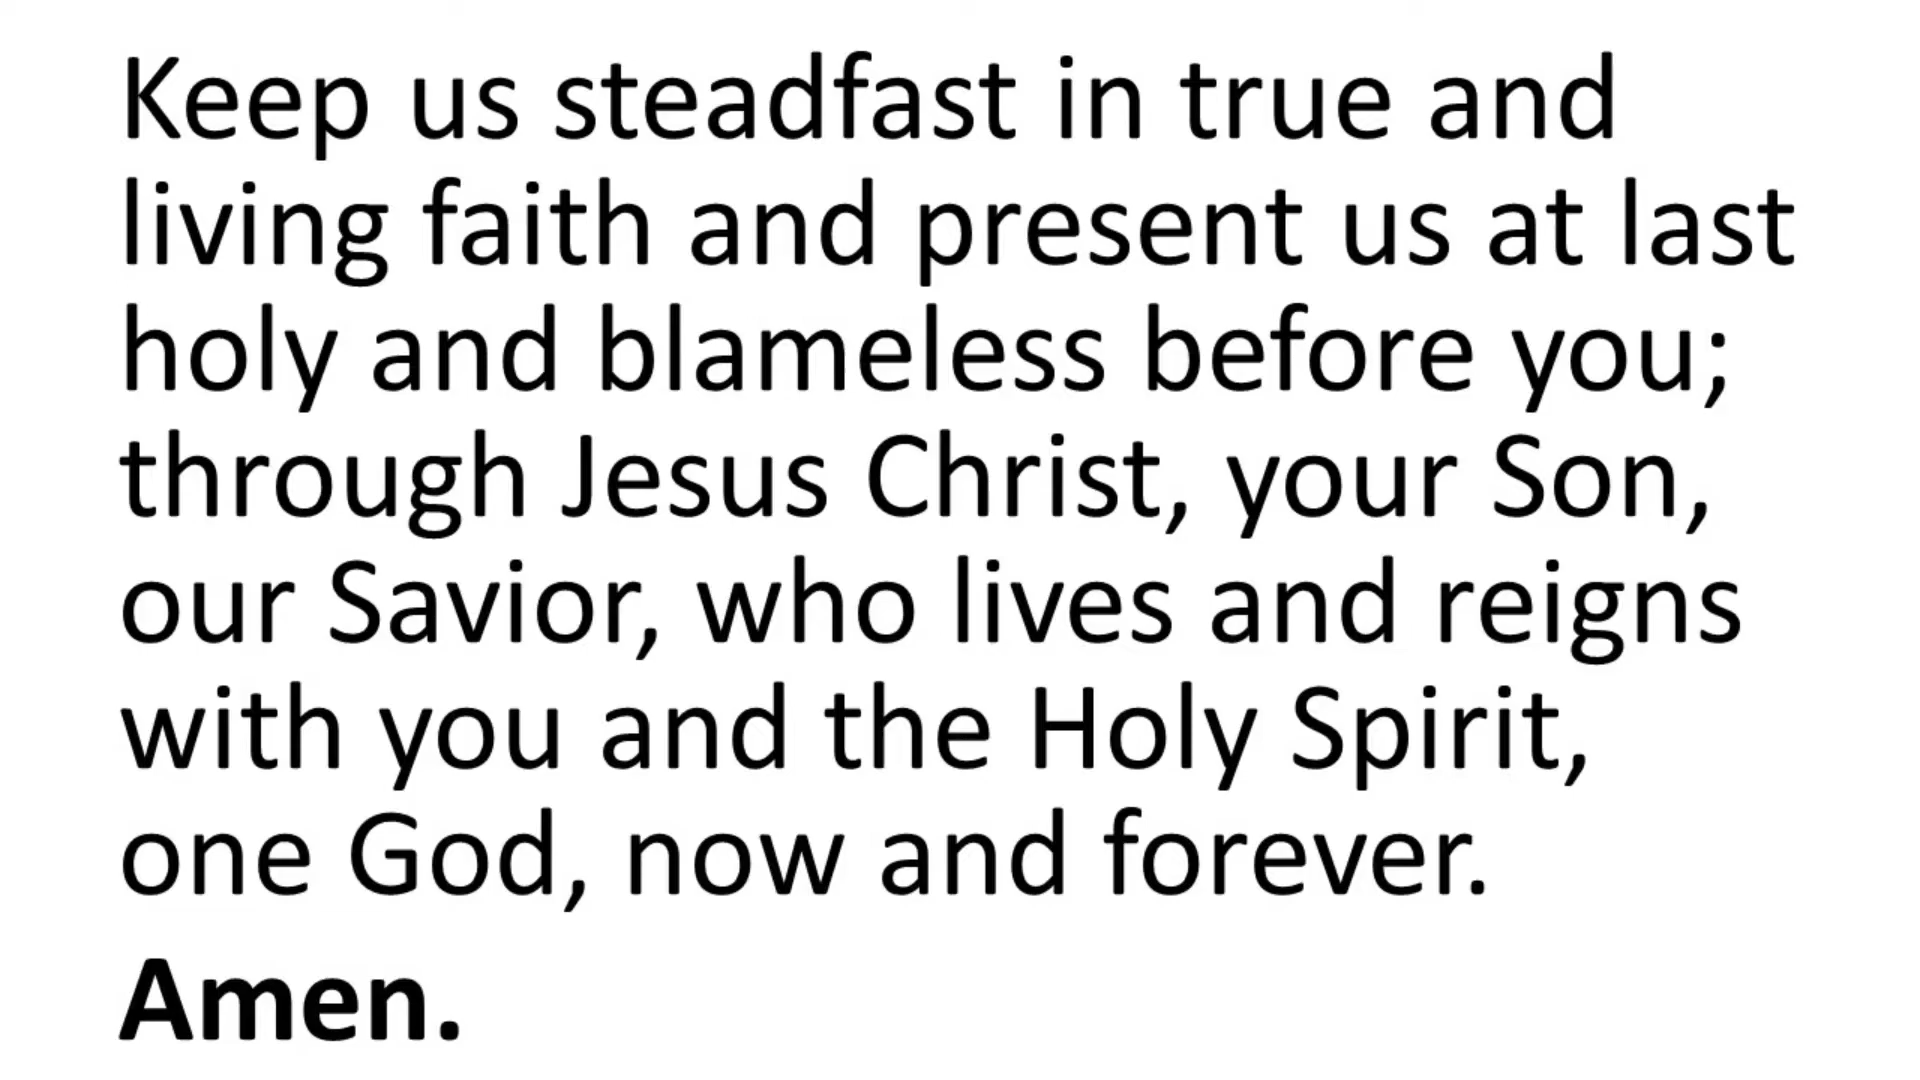 Keep us steadfast in true and
living faith and present us at last
holy and blameless before you;
through Jesus Christ, your Son,
our Savior, who lives and reigns
with you and the Holy Spirit,
one God, now and forever.
Amen.